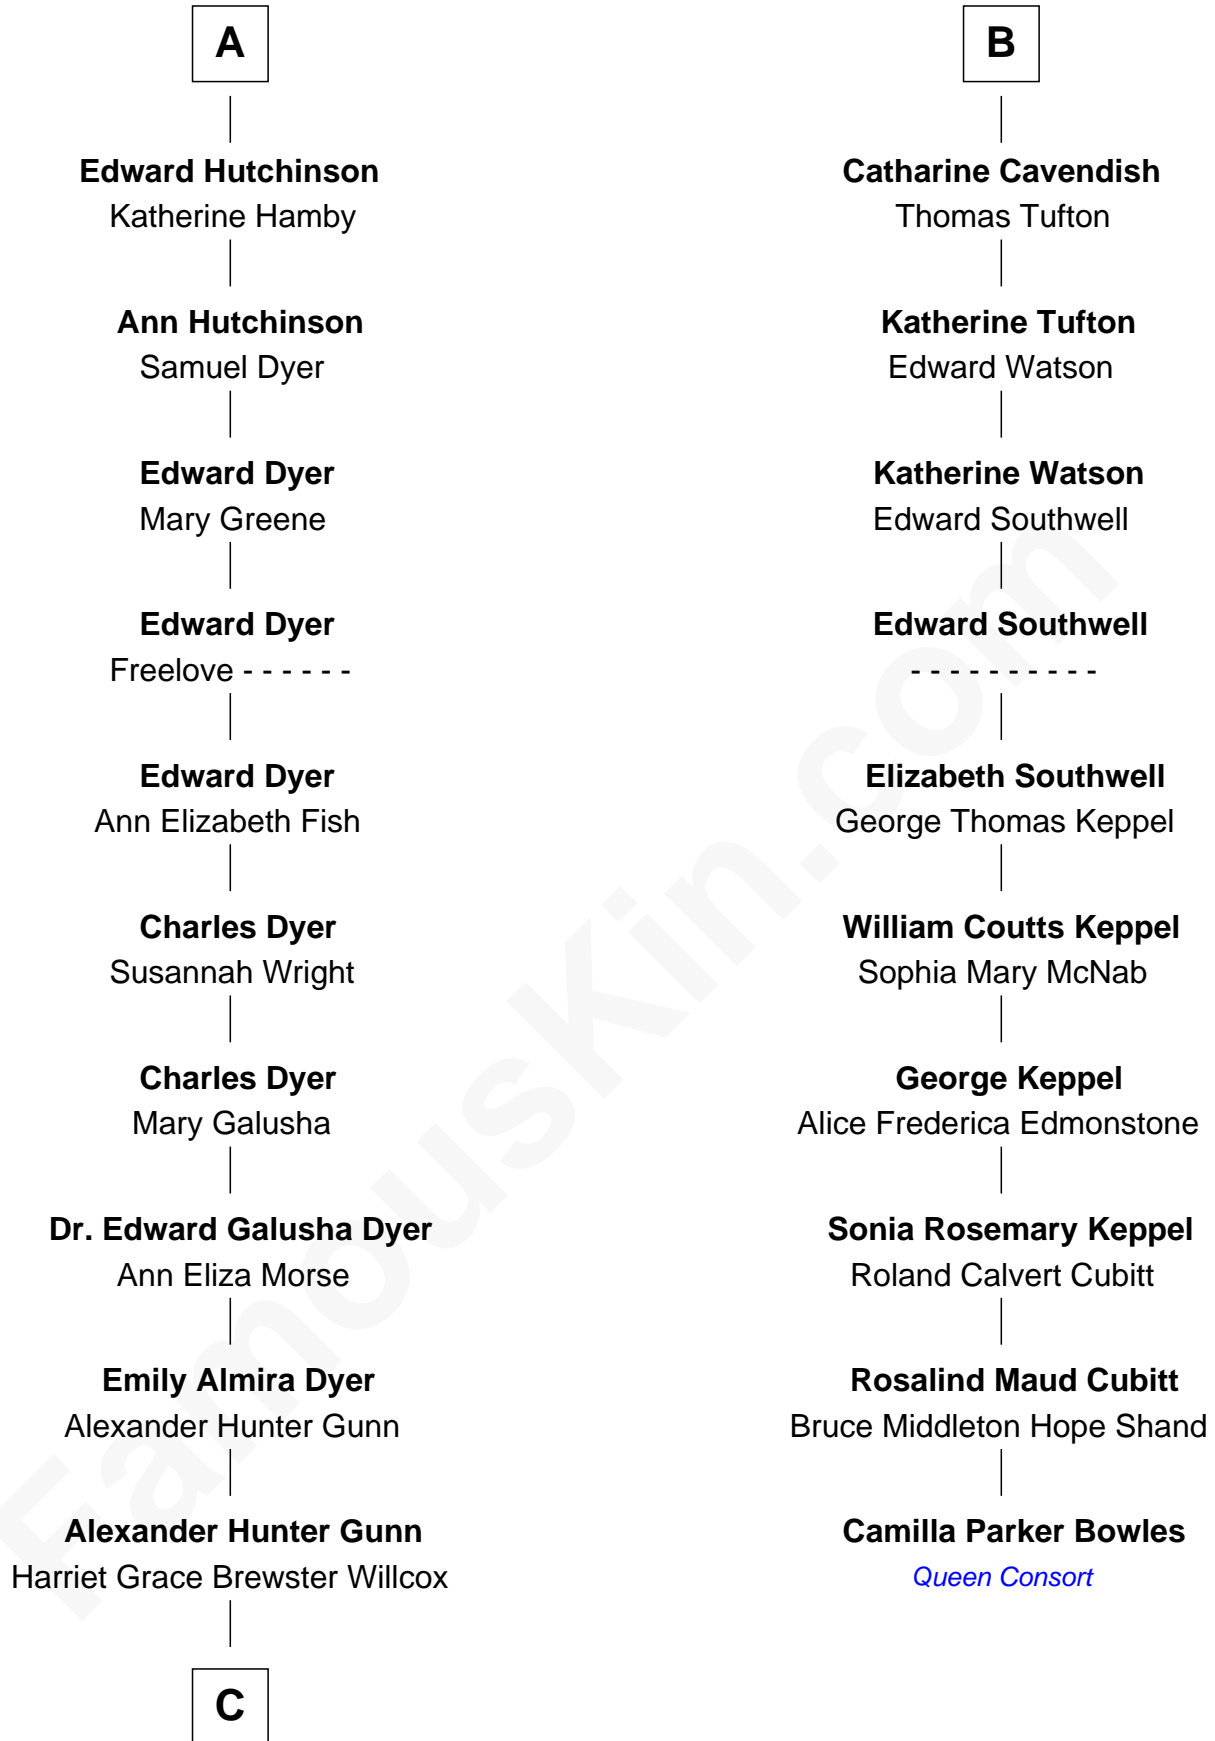 A
Edward Hutchinson
Katherine Hamby
Ann Hutchinson
Samuel Dyer
Edward Dyer
Mary Greene
Edward Dyer
Freelove - - - - - -
Edward Dyer
Ann Elizabeth Fish
Charles Dyer
Susannah Wright
Charles Dyer
Mary Galusha
Dr. Edward Galusha Dyer
Ann Eliza Morse
Emily Almira Dyer
Alexander Hunter Gunn
Alexander Hunter Gunn
Harriet Grace Brewster Willcox
C
B
Catharine Cavendish
Thomas Tufton
Katherine Tufton
Edward Watson
Katherine Watson
Edward Southwell
Edward Southwell
- - - - - - - - - -
Elizabeth Southwell
George Thomas Keppel
William Coutts Keppel
Sophia Mary McNab
George Keppel
Alice Frederica Edmonstone
Sonia Rosemary Keppel
Roland Calvert Cubitt
Rosalind Maud Cubitt
Bruce Middleton Hope Shand
Camilla Parker Bowles
Queen Consort
FamousKin.com